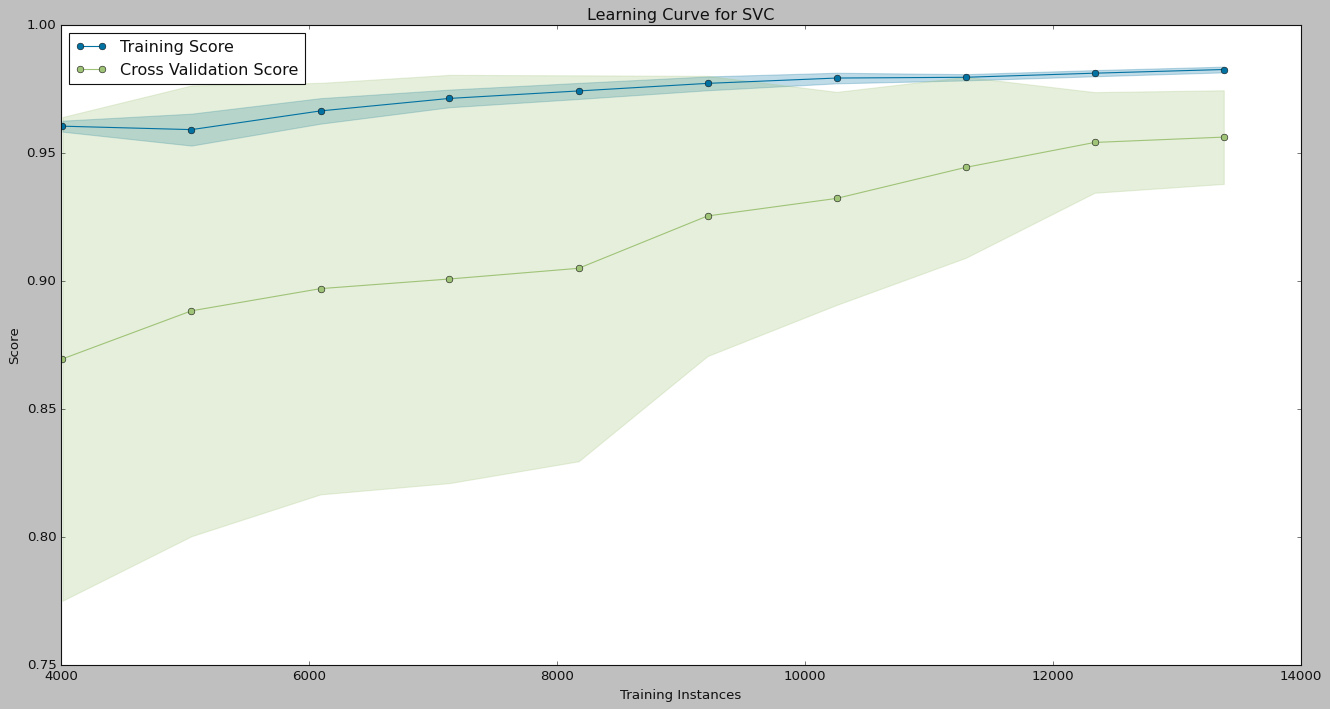 Learning Curve for SVC
Training Score
Cross Validation Score
1.00
0.95
0.90
0.85
0.80
0.75
Score
4000 6000 8000 10000 12000 14000
Training Instances